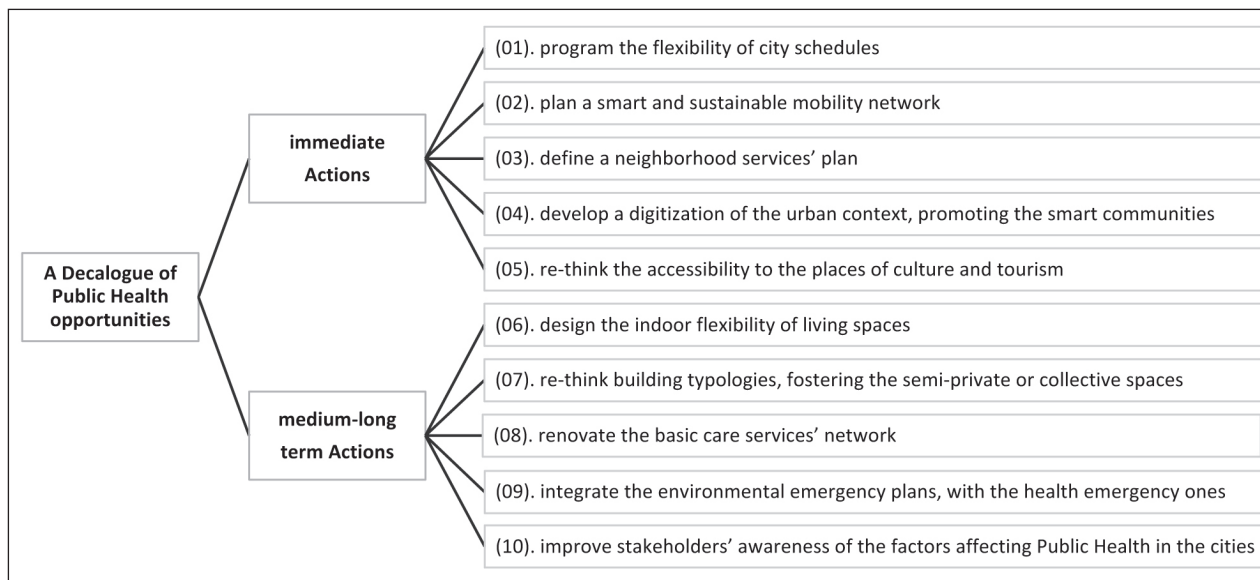 A Decalogue of
Public Health
opportunities
immediate
Actions
(01). program the flexibility of city schedules
(02). plan a smart and sustainable mobility network
(03). define a neighborhood services’ plan
(04). develop a digitization of the urban context, promoting the smart communities
(05). re-think the accessibility to the places of culture and tourism
medium-long
term Actions
(06). design the indoor flexibility of living spaces
(07). re-think building typologies, fostering the semi-private or collective spaces
(08). renovate the basic care services’ network
(09). integrate the environmental emergency plans, with the health emergency ones
(10). improve stakeholders’ awareness of the factors affecting Public Health in the cities